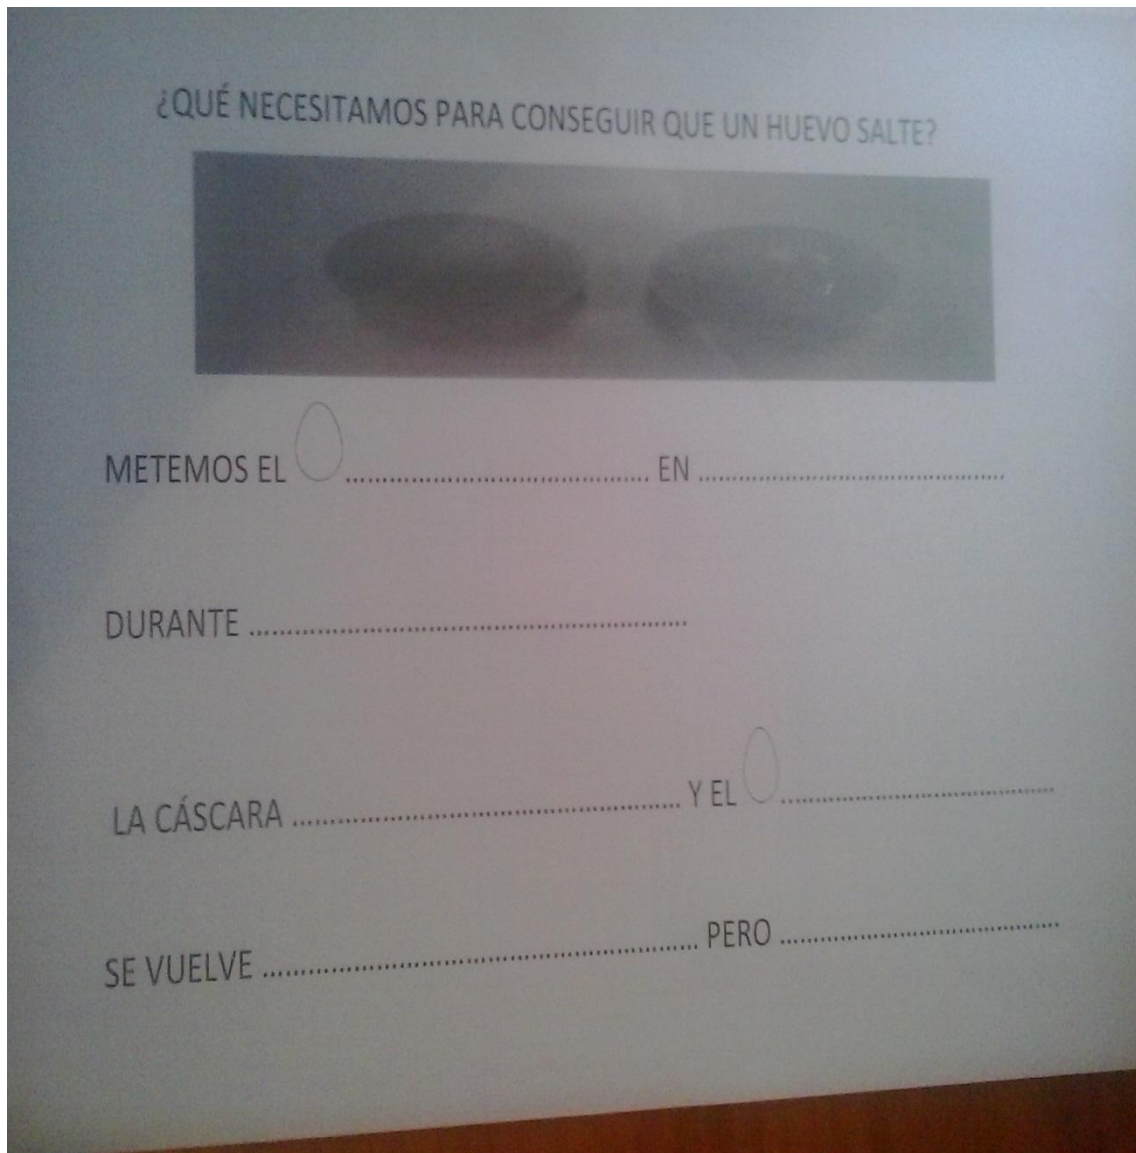 ¿QUÉ NECESITAMOS PARA CONSEGUIR QUE UN HUEVO SALTE?
METEMOS EL ........................................ EN ........................................
DURANTE ........................................................
LA CÁSCARA .................................................. Y EL ....................................
SE VUELVE ........................................................ PERO ....................................